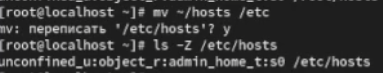 [root@localhost ~]# mv ~/hosts /etc
mv: переписать '/etc/hosts'? y
[root@localhost ~]# ls -Z /etc/hosts
unconfined_u:object_r:admin_home_t:s0 /etc/hosts